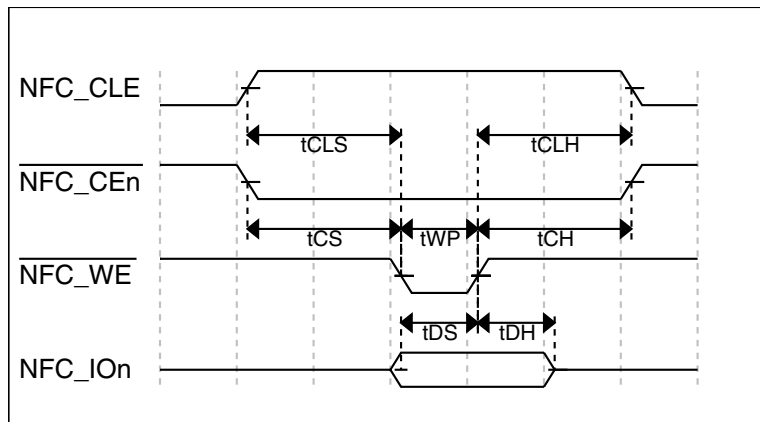 NFC_CLE
tCLS tCLH
NFC_CEn
tCS tWP tCH
NFC_WE
tDS tDH
NFC_IOn